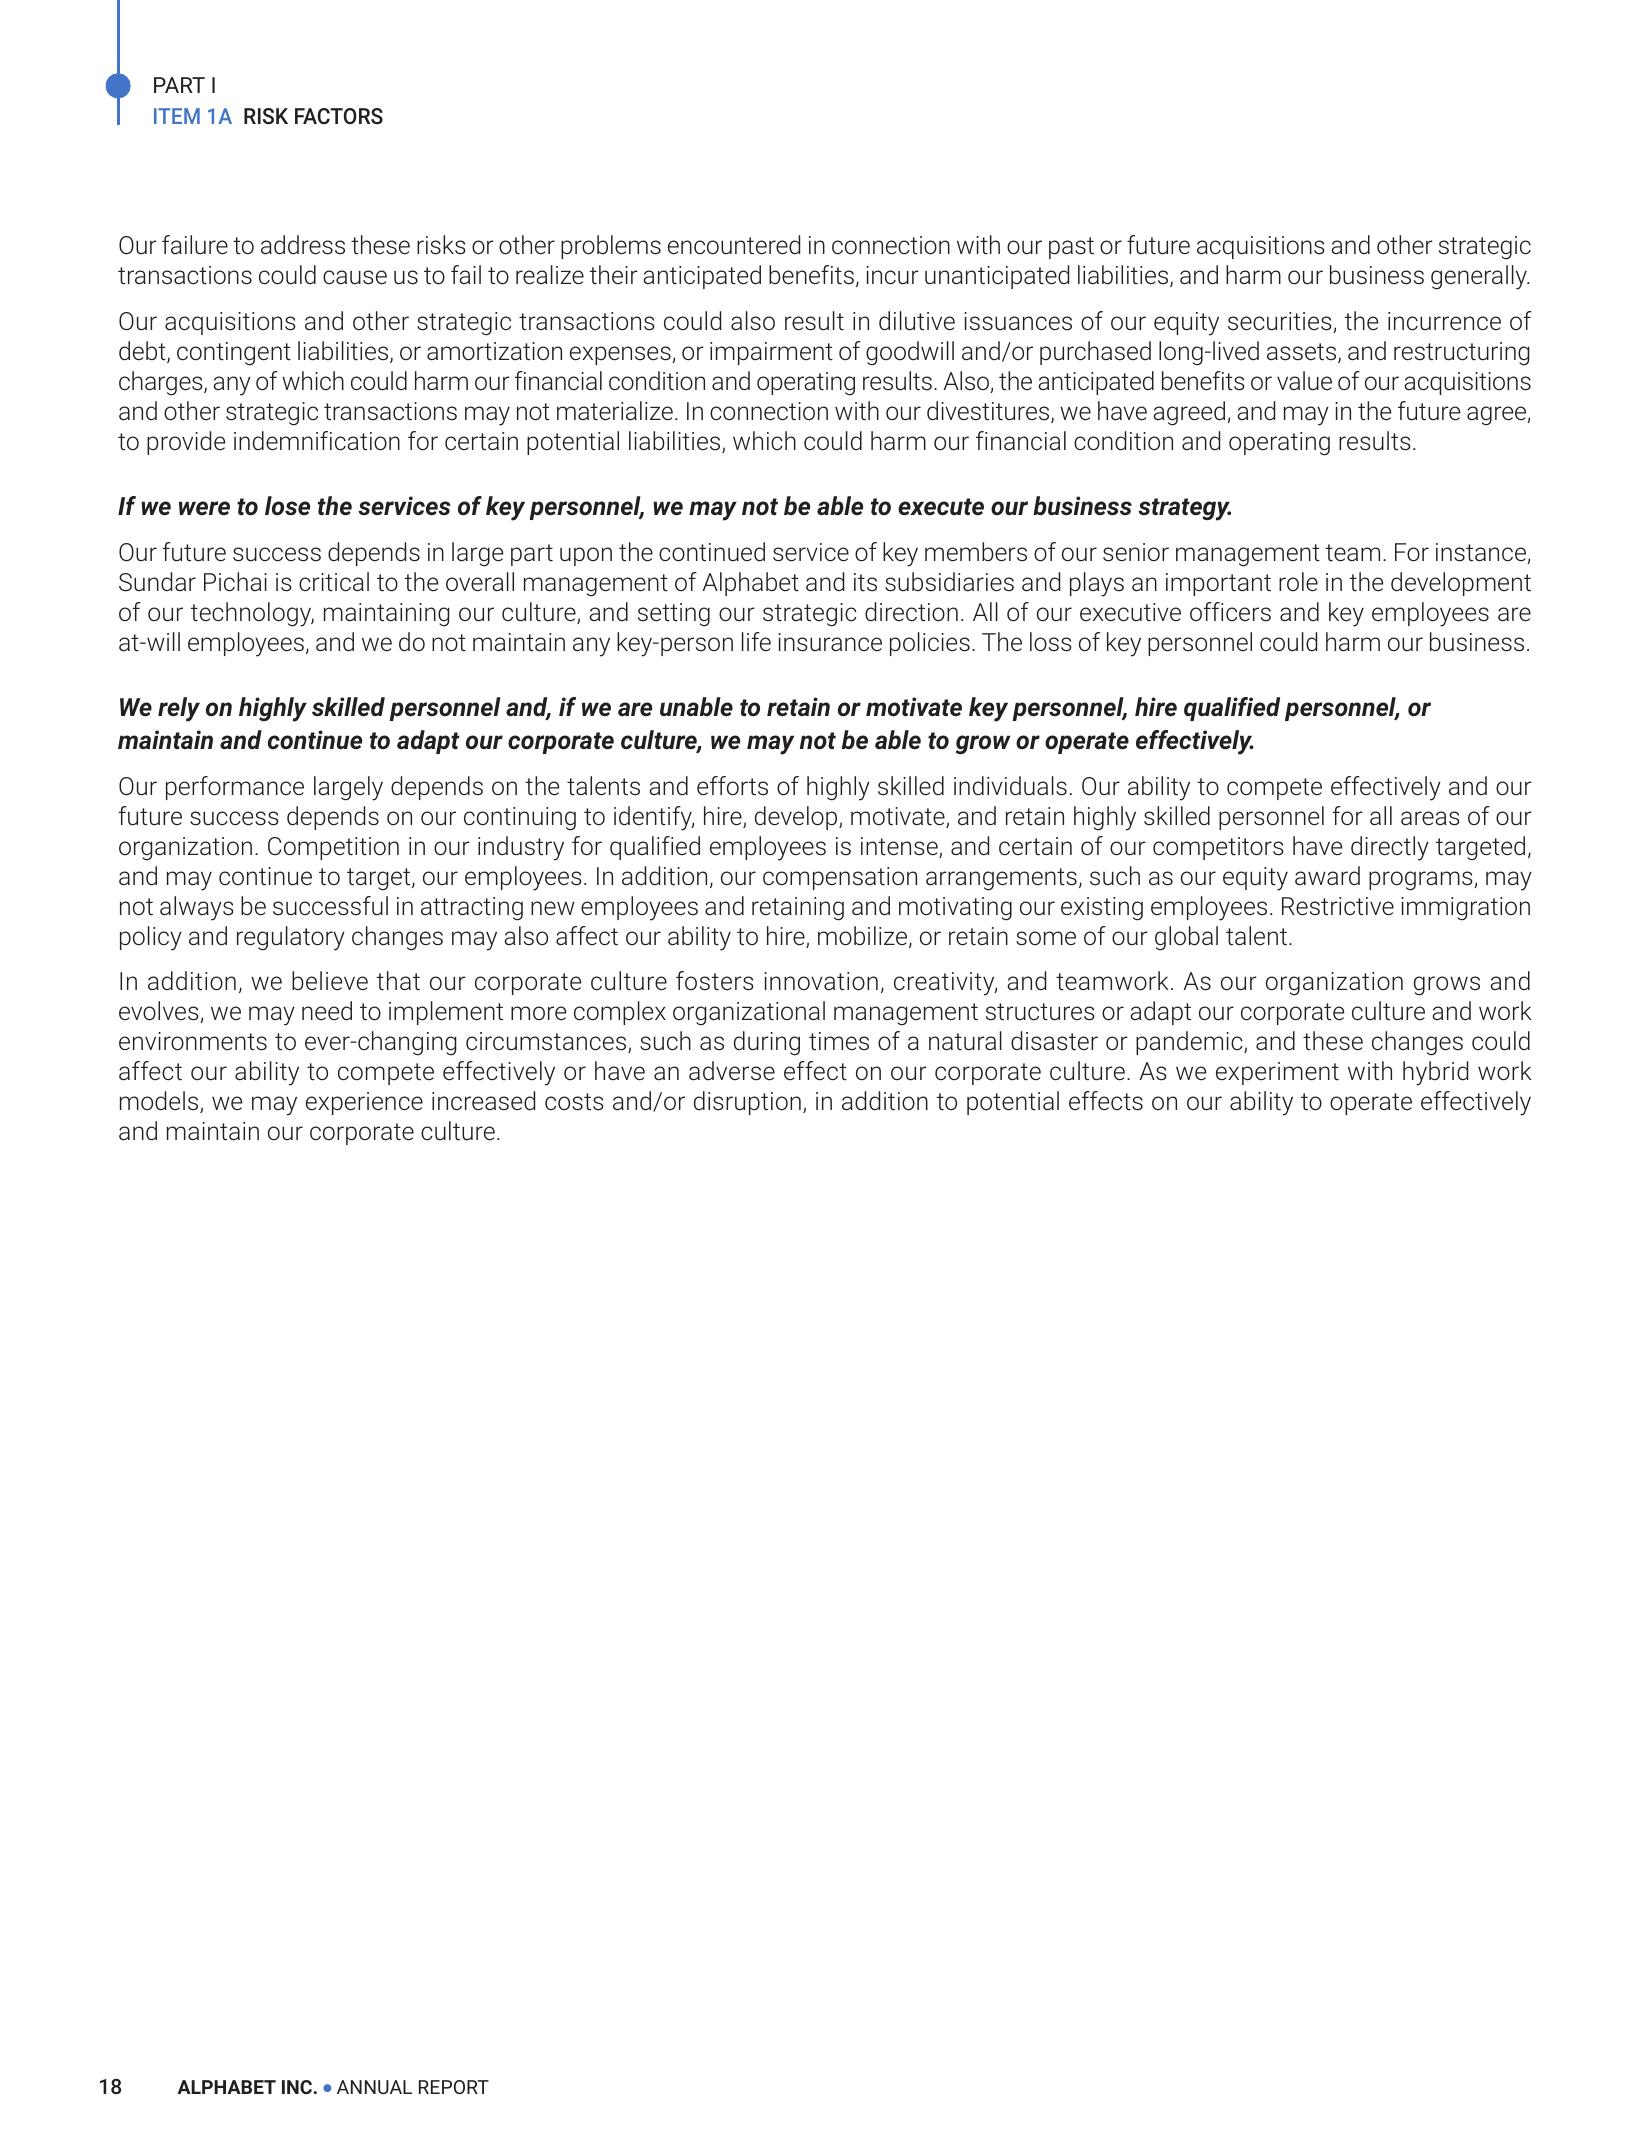 PART I
ITEM 1A RISK FACTORS
Our failure to address these risks or other problems encountered in connection with our past or future acquisitions and other strategic
transactions could cause us to fail to realize their anticipated benefits, incur unanticipated liabilities, and harm our business generally.
Our acquisitions and other strategic transactions could also result in dilutive issuances of our equity securities, the incurrence of
debt, contingent liabilities, or amortization expenses, or impairment of goodwill and/or purchased long-lived assets, and restructuring
charges, any of which could harm our financial condition and operating results. Also, the anticipated benefits or value of our acquisitions
and other strategic transactions may not materialize. In connection with our divestitures, we have agreed, and may in the future agree,
to provide indemnification for certain potential liabilities, which could harm our financial condition and operating results.
If we were to lose the services of key personnel, we may not be able to execute our business strategy.
Our future success depends in large part upon the continued service of key members of our senior management team. For instance,
Sundar Pichai is critical to the overall management of Alphabet and its subsidiaries and plays an important role in the development
of our technology, maintaining our culture, and setting our strategic direction. All of our executive officers and key employees are
at-will employees, and we do not maintain any key-person life insurance policies. The loss of key personnel could harm our business.
We rely on highly skilled personnel and, if we are unable to retain or motivate key personnel, hire qualified personnel, or
maintain and continue to adapt our corporate culture, we may not be able to grow or operate effectively.
Our performance largely depends on the talents and efforts of highly skilled individuals. Our ability to compete effectively and our
future success depends on our continuing to identify, hire, develop, motivate, and retain highly skilled personnel for all areas of our
organization. Competition in our industry for qualified employees is intense, and certain of our competitors have directly targeted,
and may continue to target, our employees. In addition, our compensation arrangements, such as our equity award programs, may
not always be successful in attracting new employees and retaining and motivating our existing employees. Restrictive immigration
policy and regulatory changes may also affect our ability to hire, mobilize, or retain some of our global talent.
In addition, we believe that our corporate culture fosters innovation, creativity, and teamwork. As our organization grows and
evolves, we may need to implement more complex organizational management structures or adapt our corporate culture and work
environments to ever-changing circumstances, such as during times of a natural disaster or pandemic, and these changes could
affect our ability to compete effectively or have an adverse effect on our corporate culture. As we experiment with hybrid work
models, we may experience increased costs and/or disruption, in addition to potential effects on our ability to operate effectively
and maintain our corporate culture.
18 ALPHABET INC. • ANNUAL REPORT